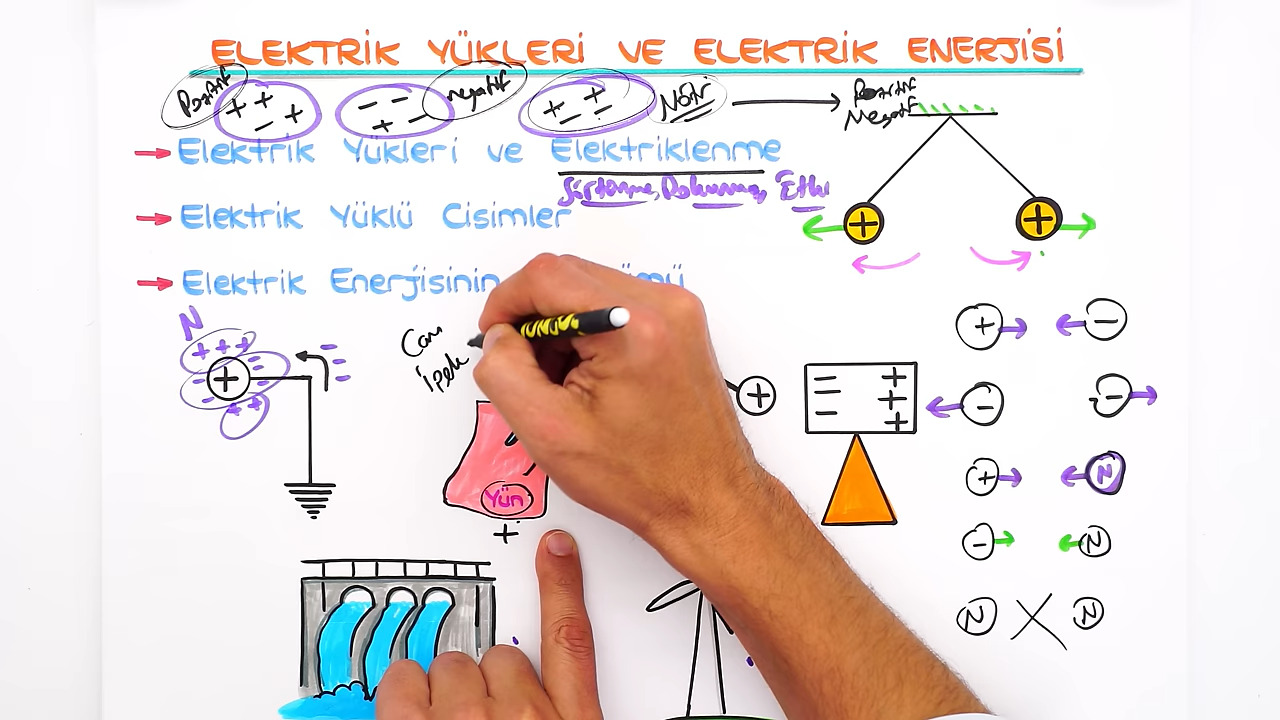 ELEKTRİK YÜKLERİ VE ELEKTRİK ENERJİSİ
Pozitif + + - + - - + - negatif + + - - Nötr Pozitif
Negatif
Elektrik Yükleri ve Elektriklenme
Sürtünme, Dokunma, Etki
Elektrik Yüklü Cisimler
+ +
Elektrik Enerjisinin ümü
N
+ + +
+
Cam
İpek
+
- +
- +
+
+ -
- -
+ N
- N
N X N
Yün
+